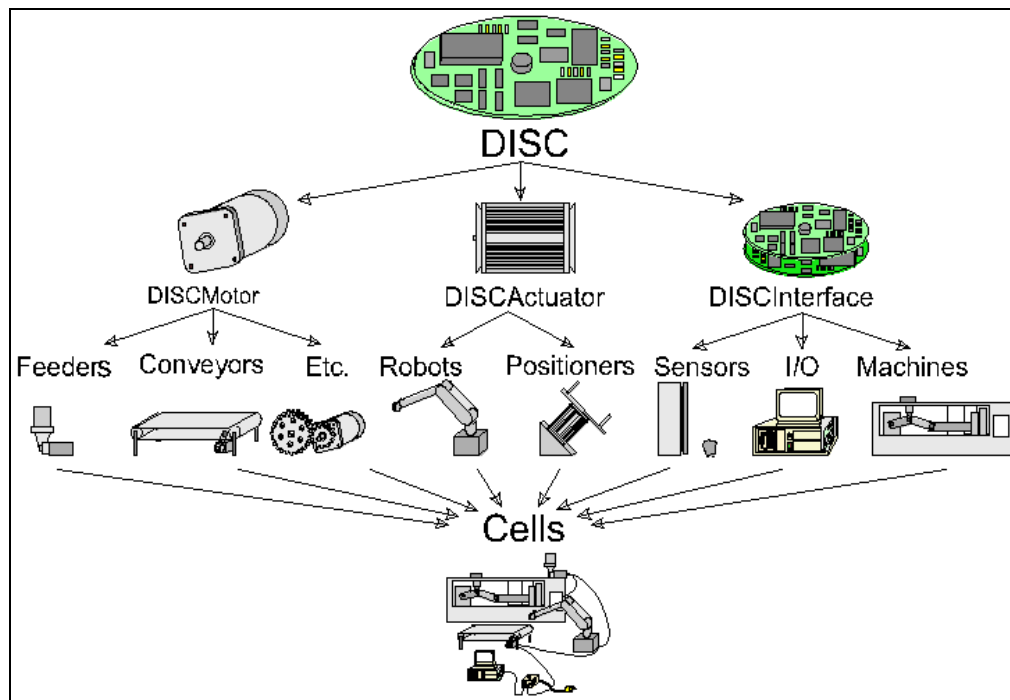 DISC
DISCMotor
DISCActuator
DISCInterface
Feeders
Conveyors
Etc.
Robots
Positioners
Sensors
I/O
Machines
Cells